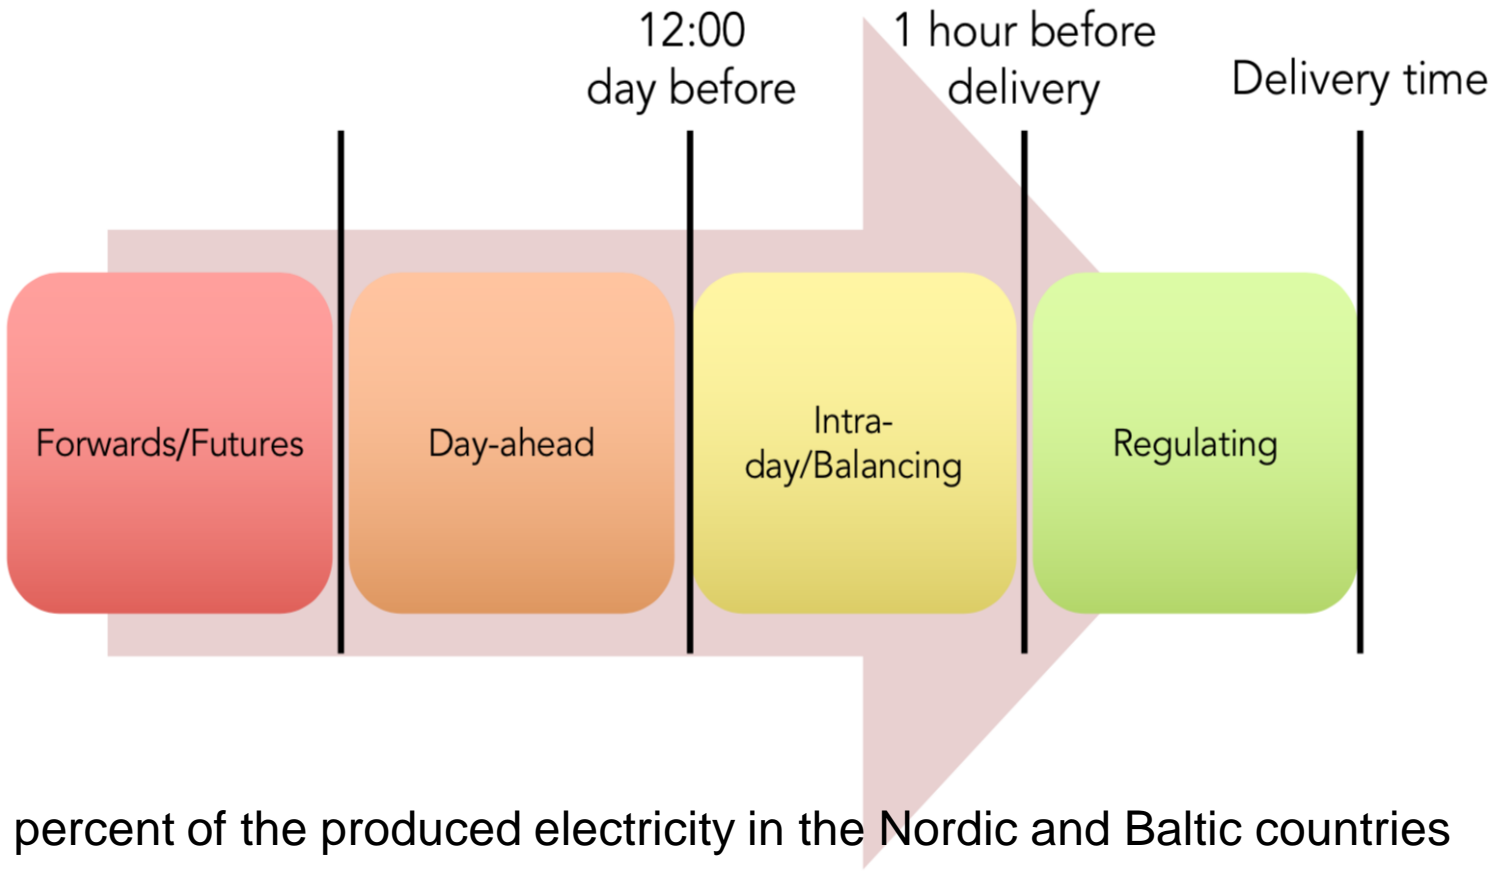 12:00
day before
1 hour before
delivery
Delivery time
Forwards/Futures
Day-ahead
Intra-
day/Balancing
Regulating
percent of the produced electricity in the Nordic and Baltic countries